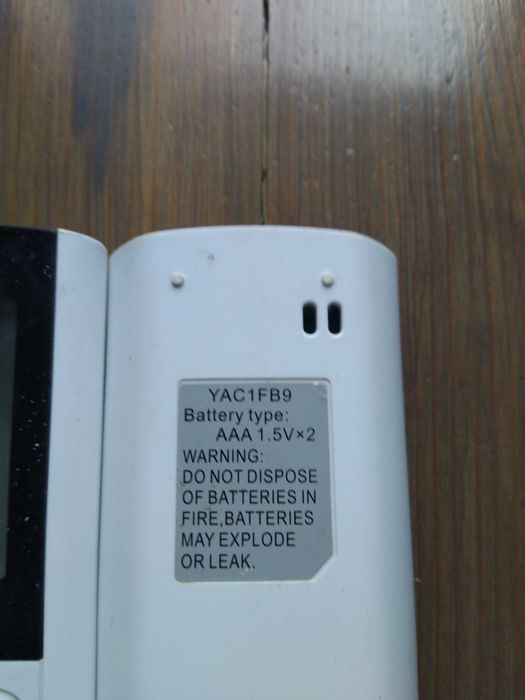 YAC1FB9
Battery type:
AAA 1.5V×2
WARNING:
DO NOT DISPOSE
OF BATTERIES IN
FIRE,BATTERIES
MAY EXPLODE
OR LEAK.